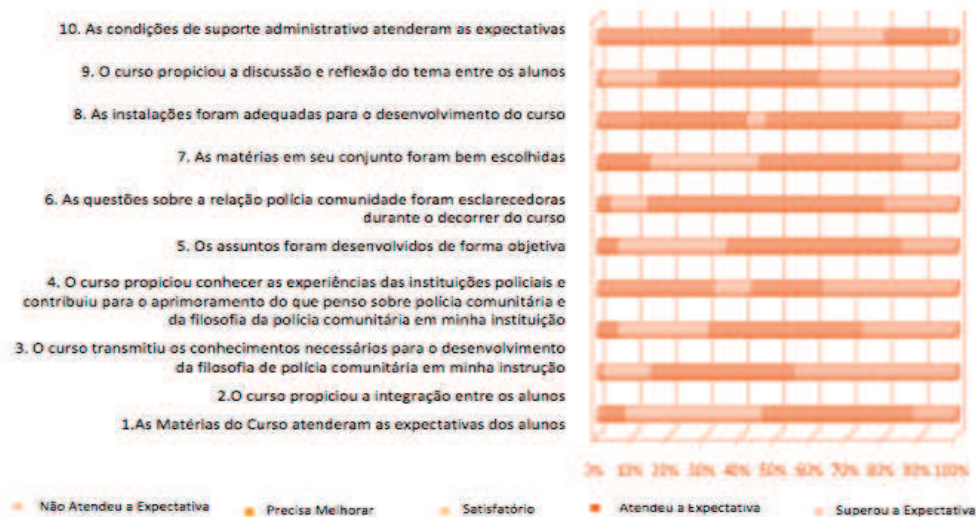 10. As condições de suporte administrativo atenderam as expectativas
9. O curso propiciou a discussão e reflexão do tema entre os alunos
8. As instalações foram adequadas para o desenvolvimento do curso
7. As matérias em seu conjunto foram bem escolhidas
6. As questões sobre a relação polícia comunidade foram esclarecedoras
durante o decorrer do curso
5. Os assuntos foram desenvolvidos de forma objetiva
4. O curso propiciou conhecer as experiências das instituições policiais e
contribuiu para o aprimoramento do que penso sobre polícia comunitária e
da filosofia da polícia comunitária em minha instituição
3. O curso transmitiu os conhecimentos necessários para o desenvolvimento
da filosofia de polícia comunitária em minha instrução
2.O curso propiciou a integração entre os alunos
1.As Matérias do Curso atenderam as expectativas dos alunos
0% 10% 20% 30% 40% 50% 60% 70% 80% 90% 100%
Não Atendeu a Expectativa Precisa Melhorar Satisfatório Atendeu a Expectativa Superou a Expectativa